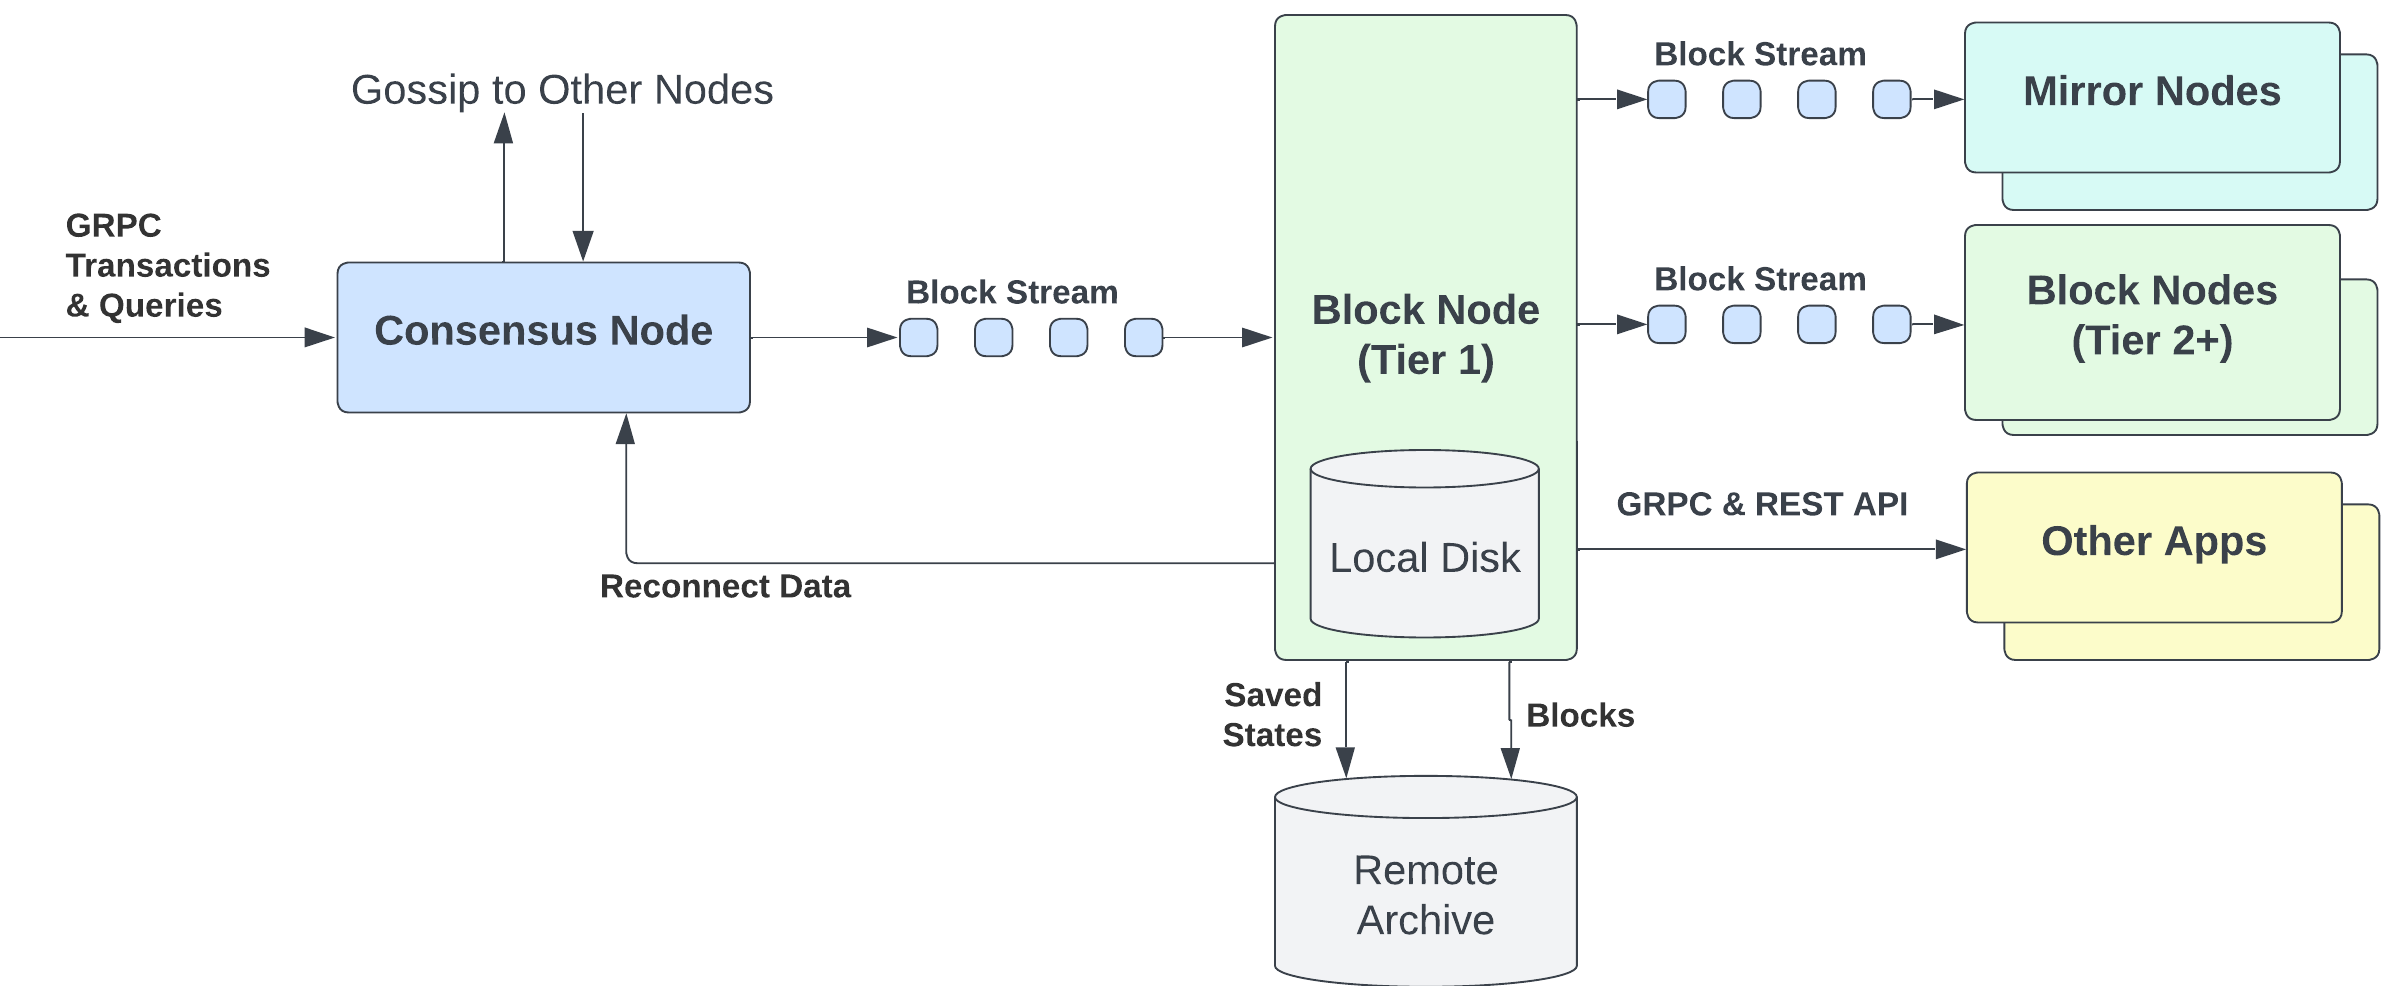 Gossip to Other Nodes
GRPC
Transactions
& Queries
Consensus Node
Block Stream
Reconnect Data
Block Node
(Tier 1)
Local Disk
Saved
States
Blocks
Remote
Archive
Block Stream
Mirror Nodes
Block Stream
Block Nodes
(Tier 2+)
GRPC & REST API
Other Apps